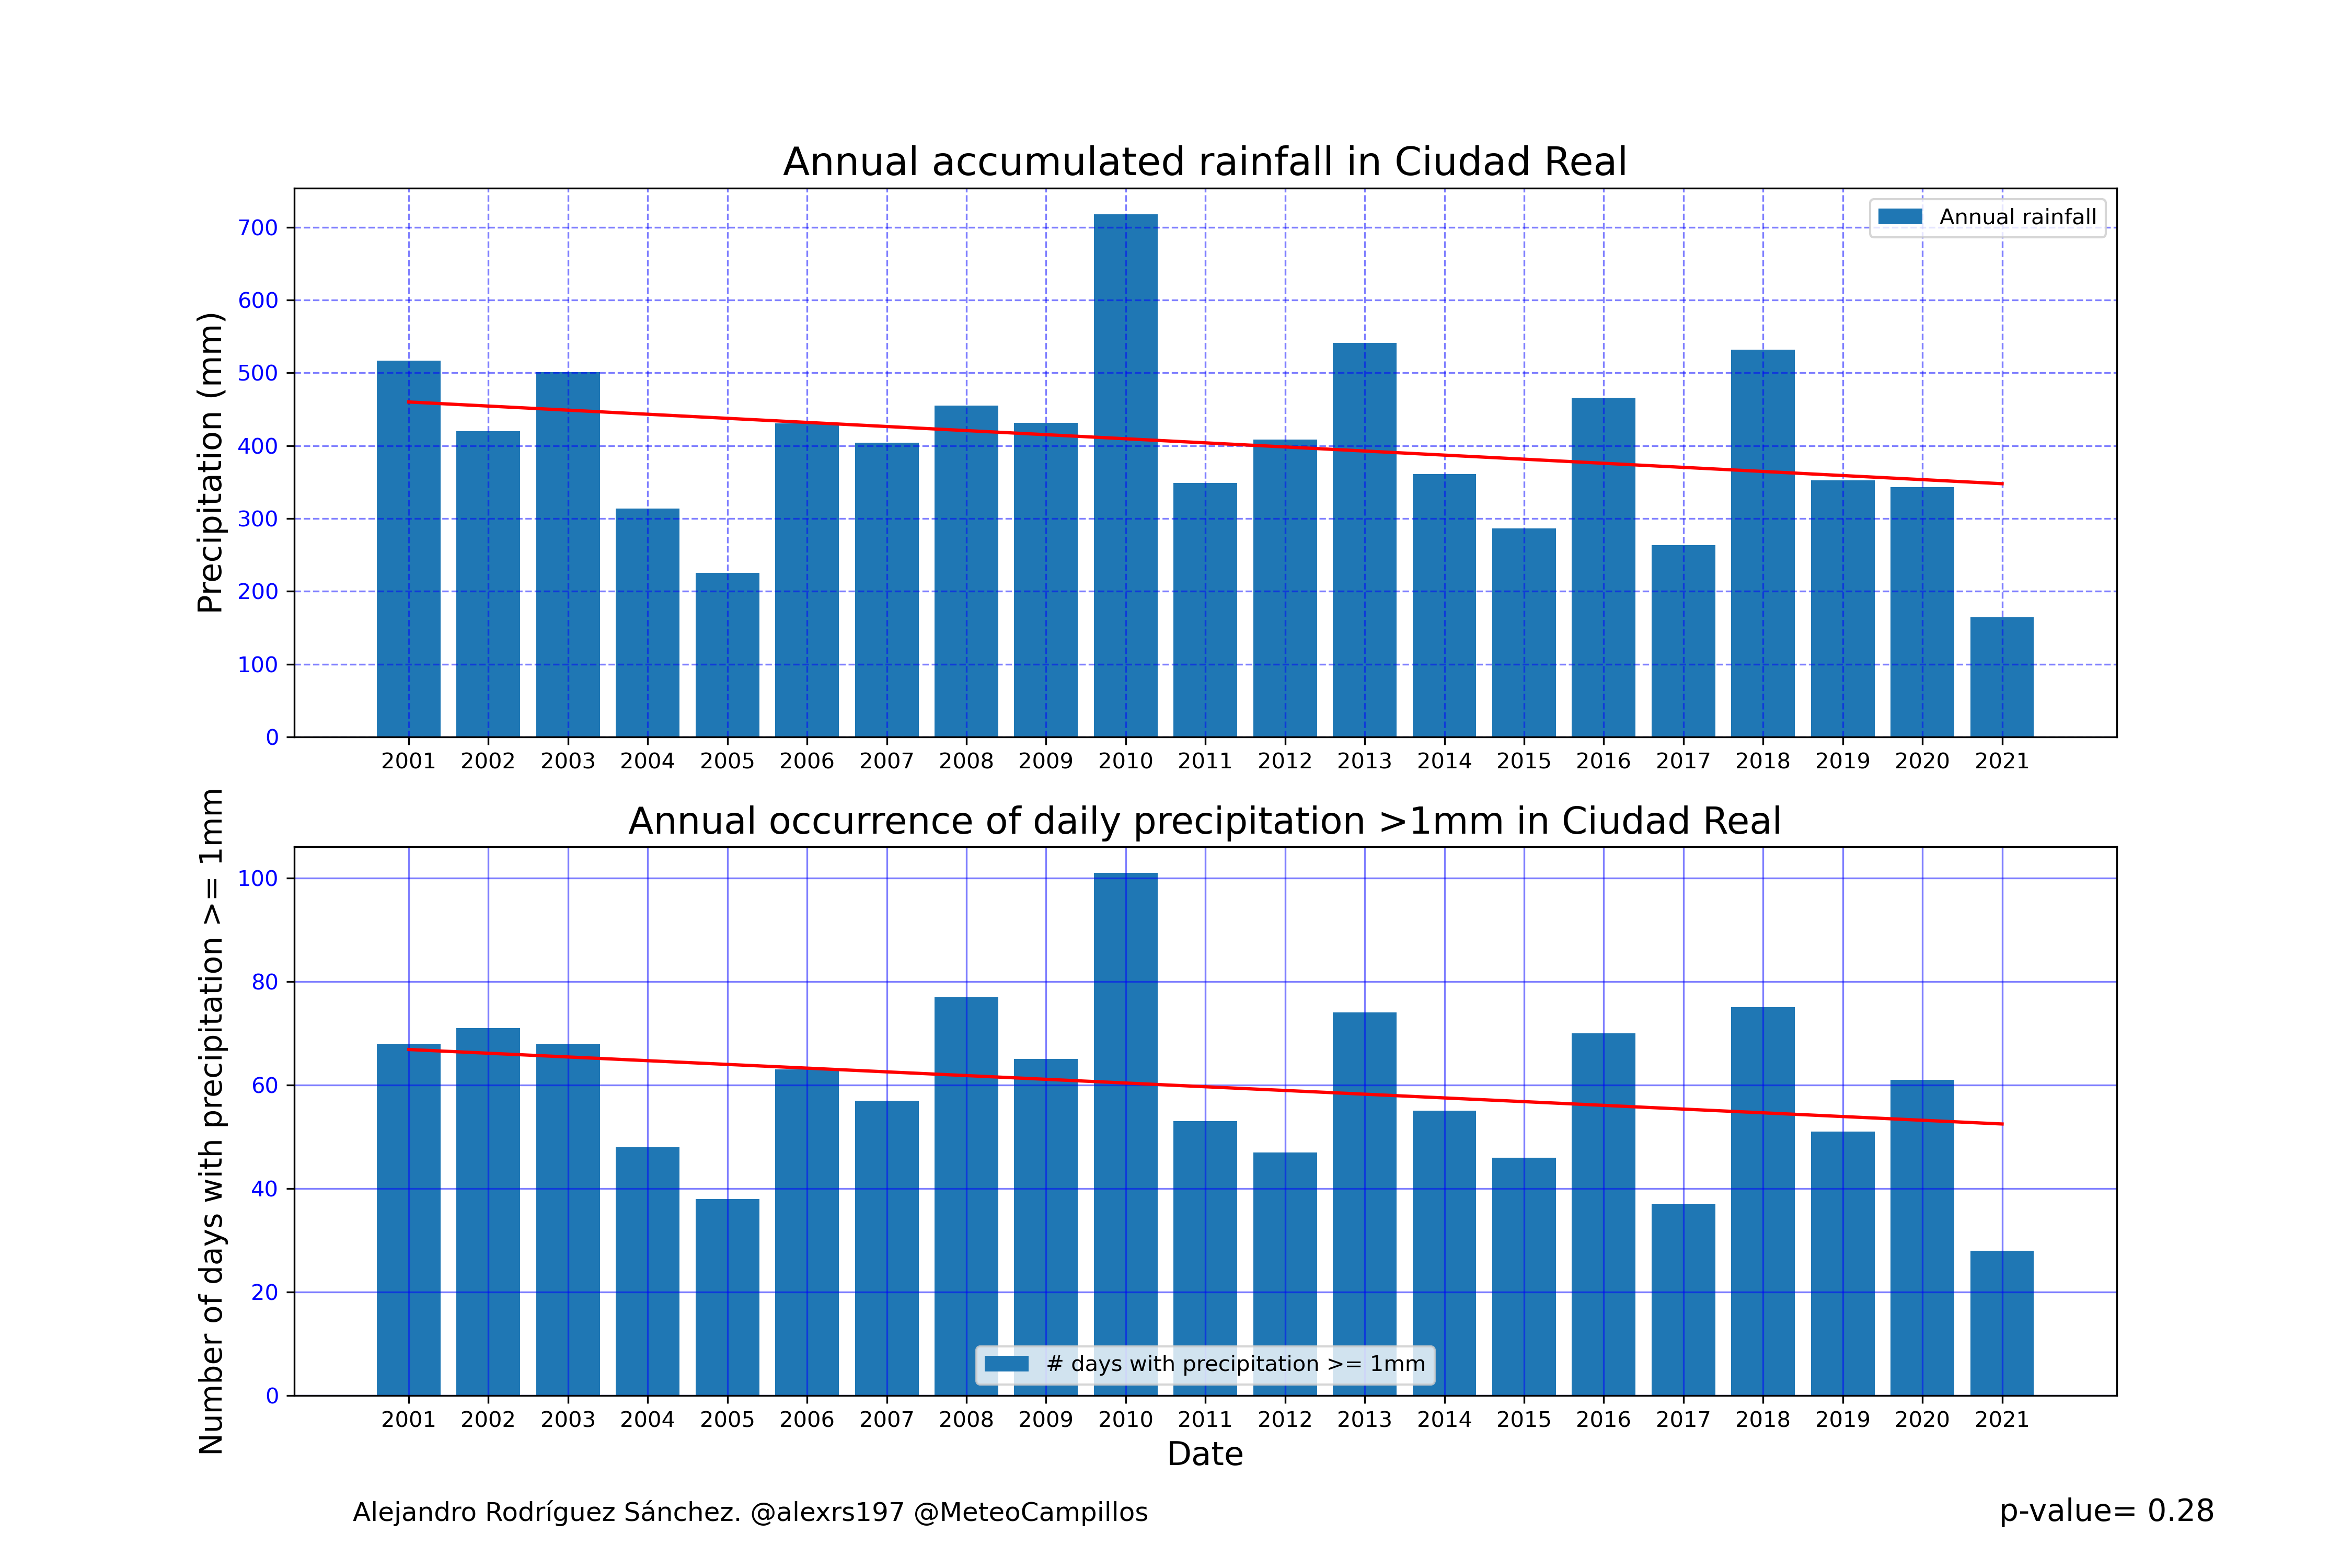 Annual accumulated rainfall in Ciudad Real
Precipitation (mm)
700
600
500
400
300
200
100
0
Annual rainfall
2001 2002 2003 2004 2005 2006 2007 2008 2009 2010 2011 2012 2013 2014 2015 2016 2017 2018 2019 2020 2021
Annual occurrence of daily precipitation >1mm in Ciudad Real
Number of days with precipitation >= 1mm
100
80
60
40
20
0
# days with precipitation >= 1mm
2001 2002 2003 2004 2005 2006 2007 2008 2009 2010 2011 2012 2013 2014 2015 2016 2017 2018 2019 2020 2021
Date
Alejandro Rodríguez Sánchez. @alexrs197 @MeteoCampillos
p-value= 0.28